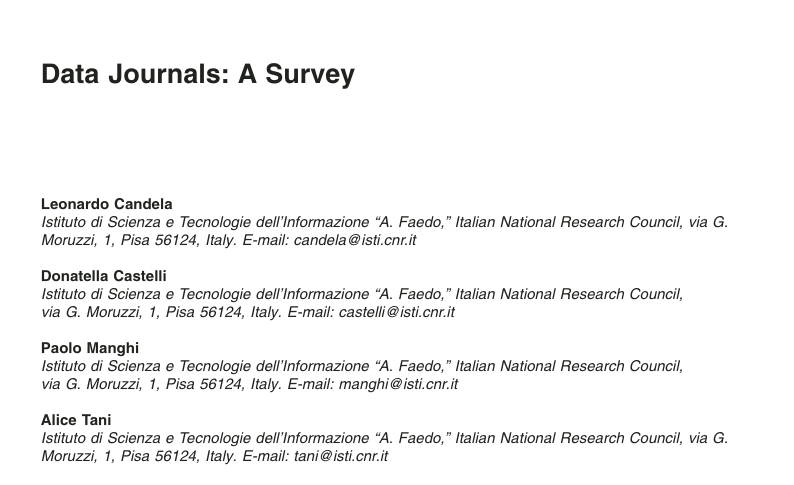 Data Journals: A Survey
Leonardo Candela
Istituto di Scienza e Tecnologie dell’Informazione “A. Faedo,” Italian National Research Council, via G.
Moruzzi, 1, Pisa 56124, Italy. E-mail: candela@isti.cnr.it
Donatella Castelli
Istituto di Scienza e Tecnologie dell’Informazione “A. Faedo,” Italian National Research Council,
via G. Moruzzi, 1, Pisa 56124, Italy. E-mail: castelli@isti.cnr.it
Paolo Manghi
Istituto di Scienza e Tecnologie dell’Informazione “A. Faedo,” Italian National Research Council,
via G. Moruzzi, 1, Pisa 56124, Italy. E-mail: manghi@isti.cnr.it
Alice Tani
Istituto di Scienza e Tecnologie dell’Informazione “A. Faedo,” Italian National Research Council, via G.
Moruzzi, 1, Pisa 56124, Italy. E-mail: tani@isti.cnr.it